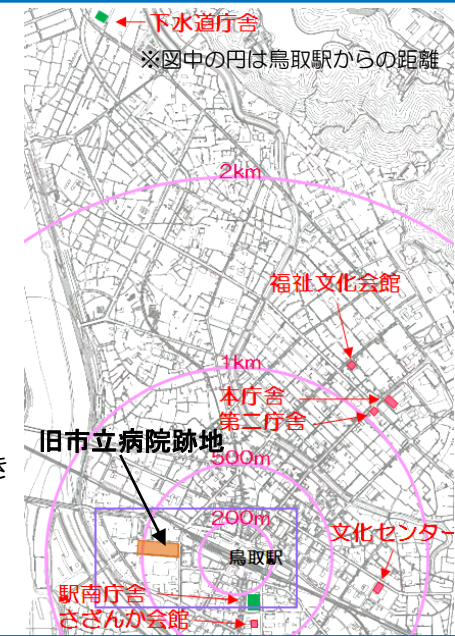 下水道庁舎
※図中の円は鳥取駅からの距離
2km
福祉文化会館
1km
本庁舎
第二庁舎
旧市立病院跡地
500m
き
200m
文化センター
鳥取駅
駅南庁舎
さざんか会館